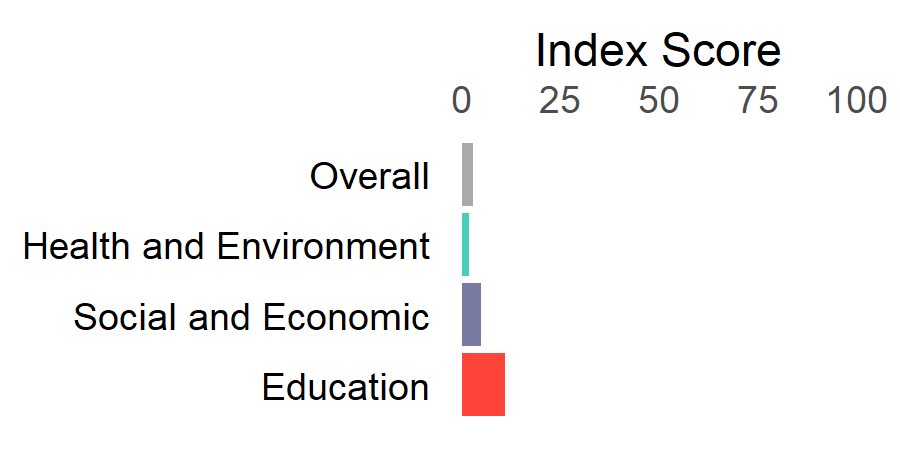 Index Score
0 25 50 75 100
Overall
Health and Environment
Social and Economic
Education